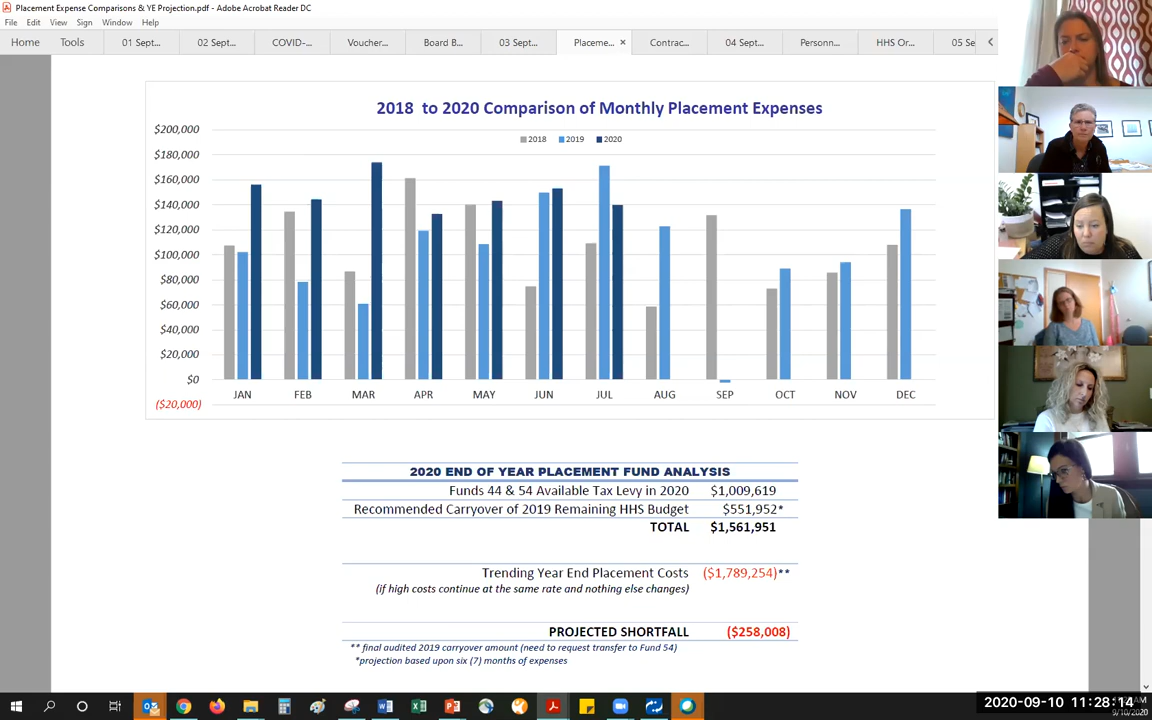 Placement Expense Comparisons & YE Projection.pdf - Adobe Acrobat Reader DC
File Edit View Sign Window Help
Home Tools 01 Sept... 02 Sept... COVID-... Voucher... Board B... 03 Sept... Placeme... × Contrac... 04 Sept... Personn... HHS Or... 05 Se
2018 to 2020 Comparison of Monthly Placement Expenses
2018 2019 2020
$200,000
$180,000
$160,000
$140,000
$120,000
$100,000
$80,000
$60,000
$40,000
$20,000
$0
($20,000)
JAN FEB MAR APR MAY JUN JUL AUG SEP OCT NOV DEC
2020 END OF YEAR PLACEMENT FUND ANALYSIS
Funds 44 & 54 Available Tax Levy in 2020 $1,009,619
Recommended Carryover of 2019 Remaining HHS Budget $551,952*
TOTAL $1,561,951
Trending Year End Placement Costs ($1,789,254)**
(if high costs continue at the same rate and nothing else changes)
PROJECTED SHORTFALL ($258,008)
** final audited 2019 carryover amount (need to request transfer to Fund 54)
*projection based upon six (7) months of expenses
2020-09-10 11:28:14
9/10/2020